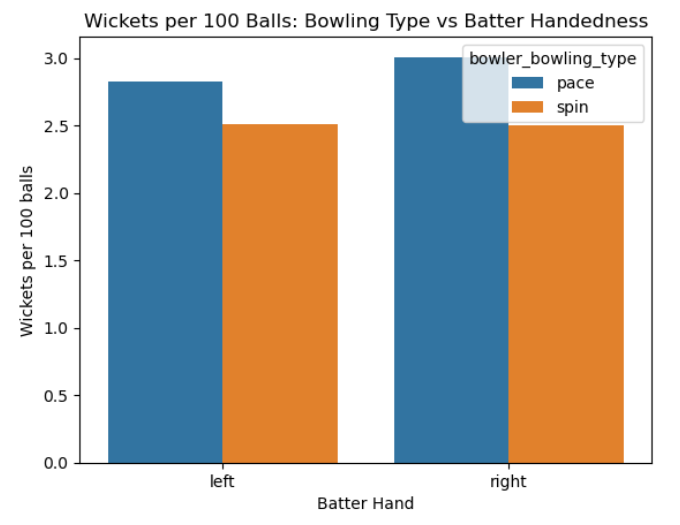 Wickets per 100 Balls: Bowling Type vs Batter Handedness
bowler_bowling_type
pace
spin
Wickets per 100 balls
3.0
2.5
2.0
1.5
1.0
0.5
0.0
left
right
Batter Hand